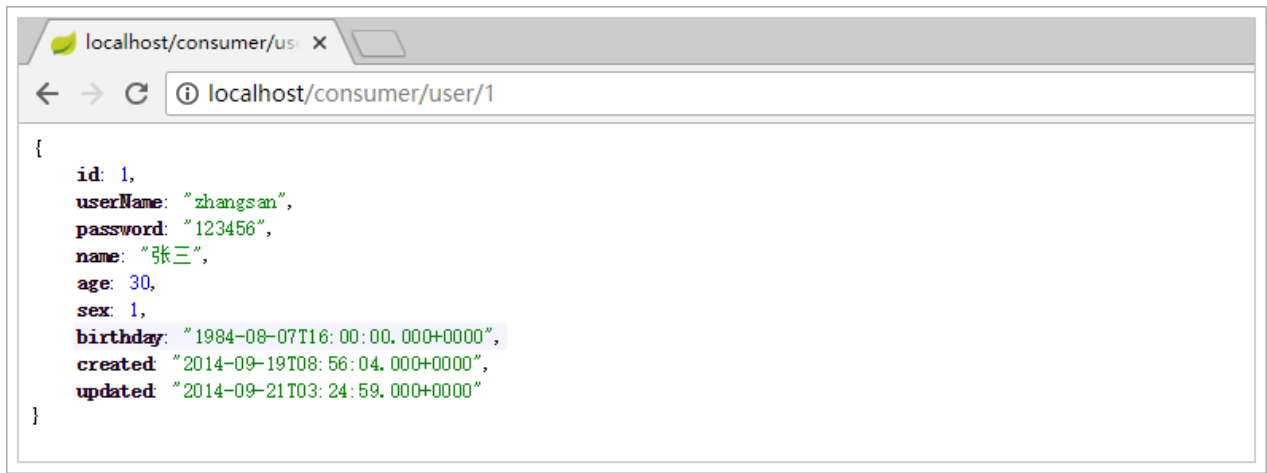 localhost/consumer/us
localhost/consumer/user/1
{
id: 1,
userName: "zhangsan",
password: "123456",
name: "张三",
age: 30,
sex: 1,
birthday: "1984-08-07T16:00:00.000+0000",
created: "2014-09-19T08:56:04.000+0000",
updated: "2014-09-21T03:24:59.000+0000"
}